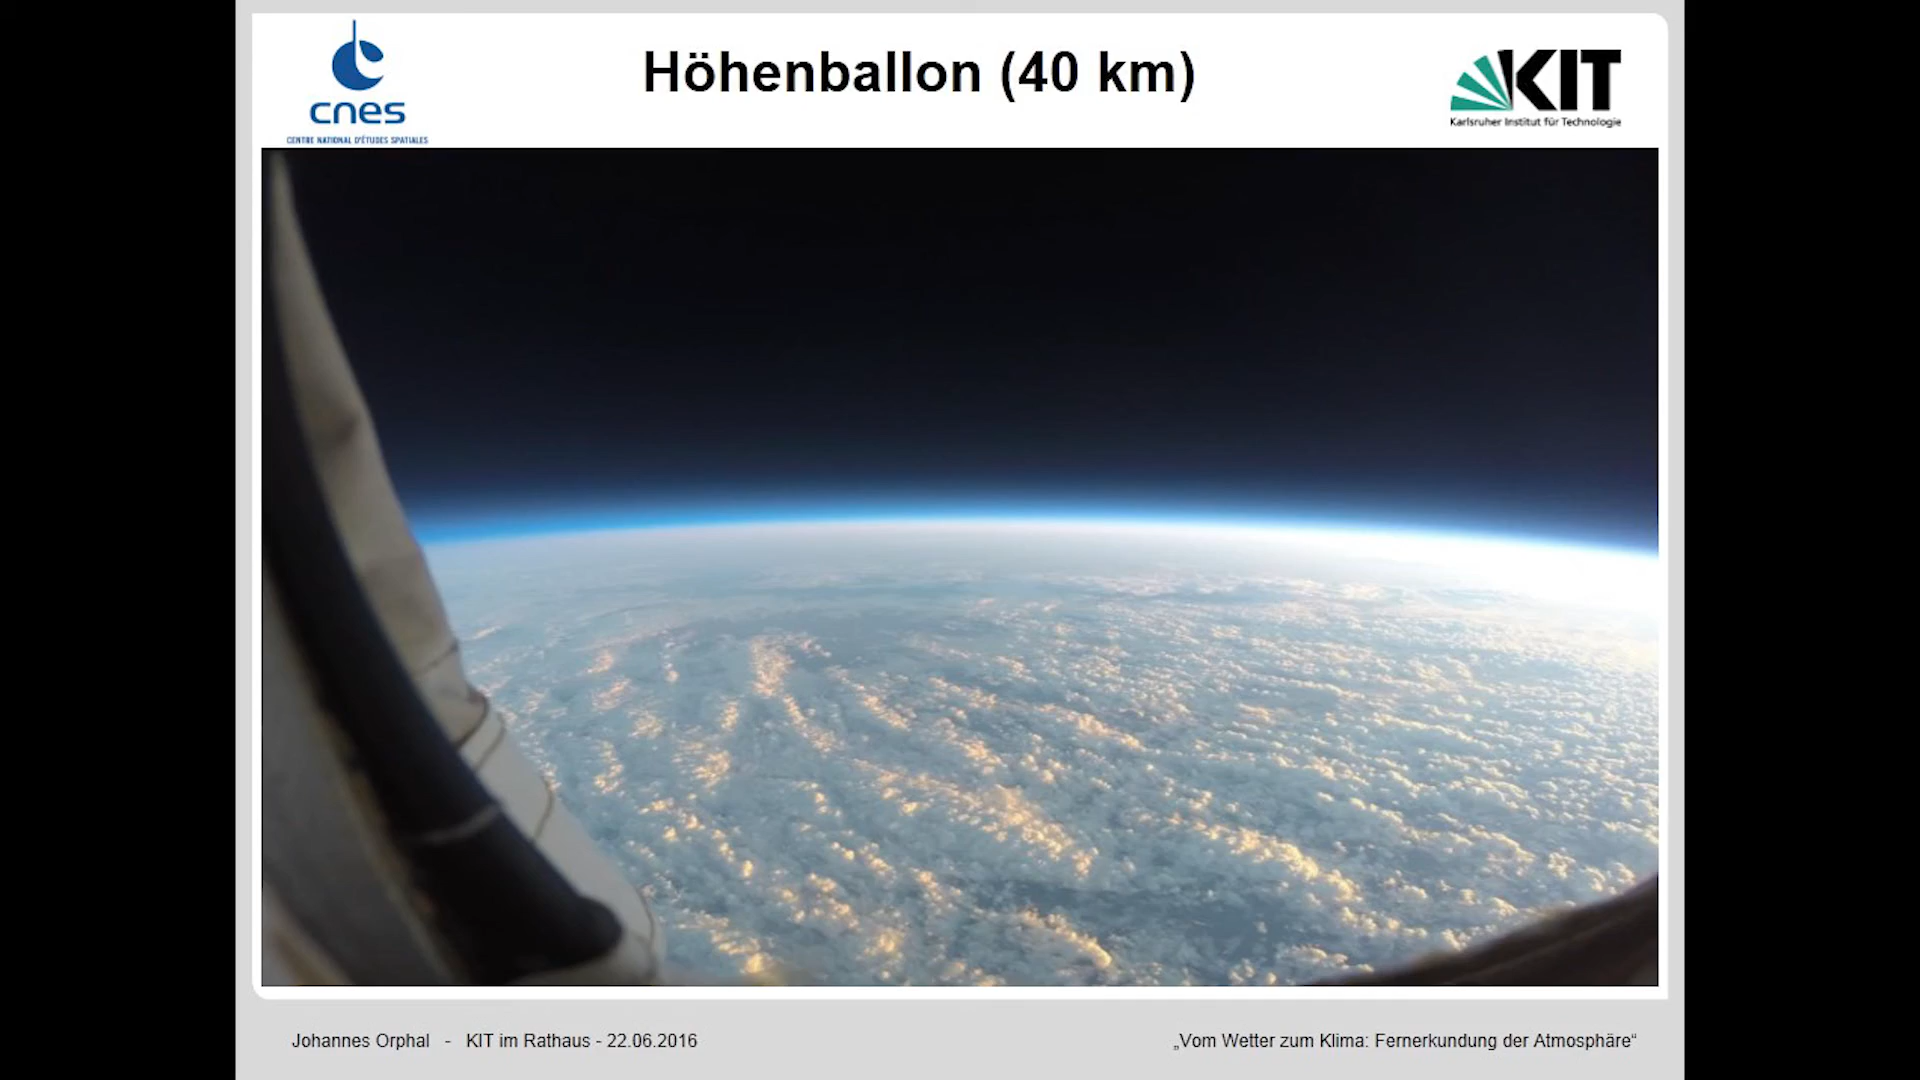 cnes
CENTRE NATIONAL D'ÉTUDES SPATIALES
Höhenballon (40 km)
KIT
Karlsruher Institut für Technologie
Johannes Orphal - KIT im Rathaus - 22.06.2016
„Vom Wetter zum Klima: Fernerkundung der Atmosphäre“